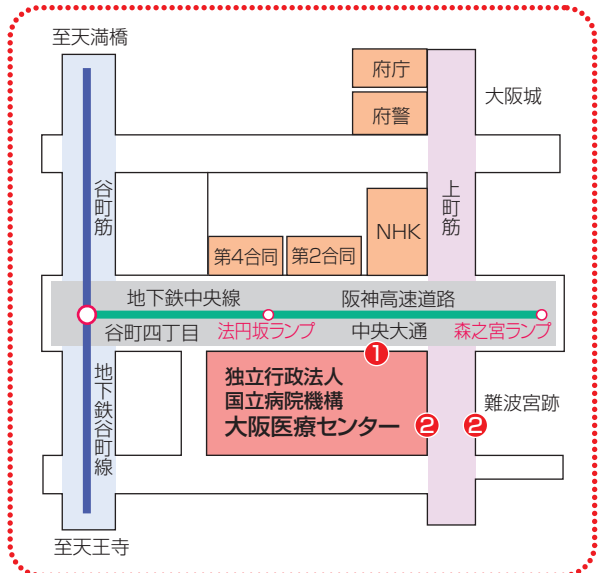 至天満橋
府庁
府警
大阪城
谷町筋
上町筋
NHK
第4合同
第2合同
地下鉄中央線
阪神高速道路
谷町四丁目
法円坂ランプ
中央大通
森之宮ランプ
1
独立行政法人
国立病院機構
大阪医療センター
2
2
難波宮跡
地下鉄谷町線
至天王寺